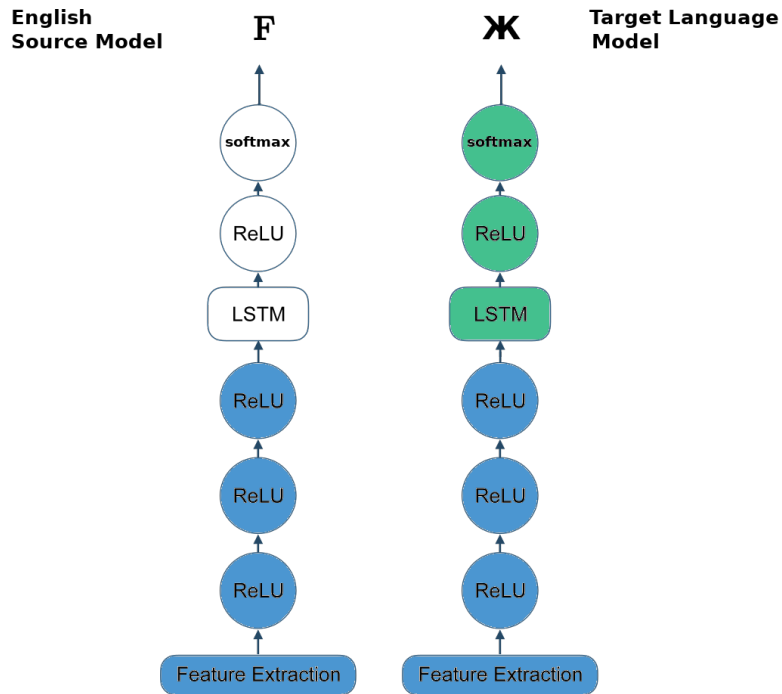 English
Source Model
F
Ж
Target Language
Model
softmax
softmax
ReLU
ReLU
LSTM
LSTM
ReLU
ReLU
ReLU
ReLU
ReLU
ReLU
Feature Extraction
Feature Extraction